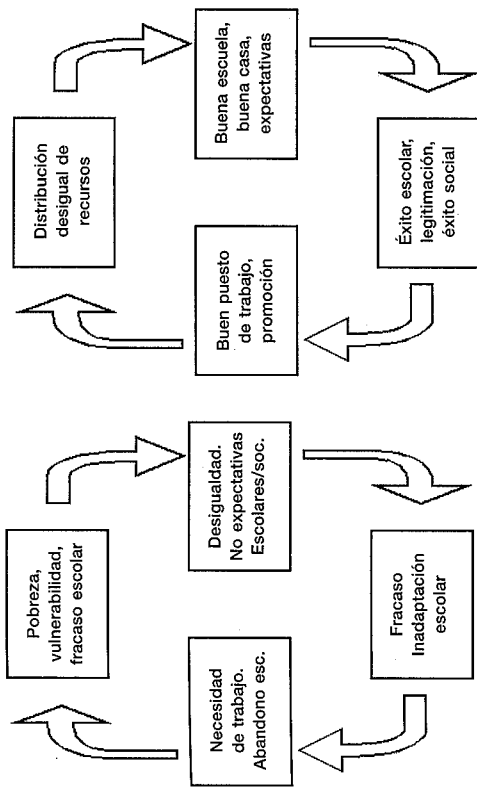 Pobreza,
vulnerabilidad,
fracaso escolar
Desigualdad.
No expectativas
Escolares/soc.
Fracaso
Inadaptación
escolar
Necesidad
de trabajo.
Abandono esc.
Distribución
desigual de
recursos
Buena escuela,
buena casa,
expectativas
Éxito escolar,
legitimación,
éxito social
Buen puesto
de trabajo,
promoción